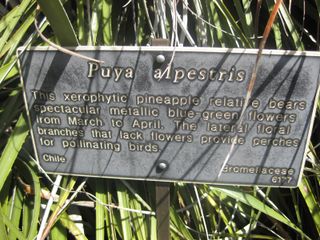 Puya alpestris
This xerophytic pineapple relative bears
spectacular metallic blue-green flowers
from March to April. The lateral floral
branches that lack flowers provide perches
for pollinating birds.
Chile
Bromeliaceae